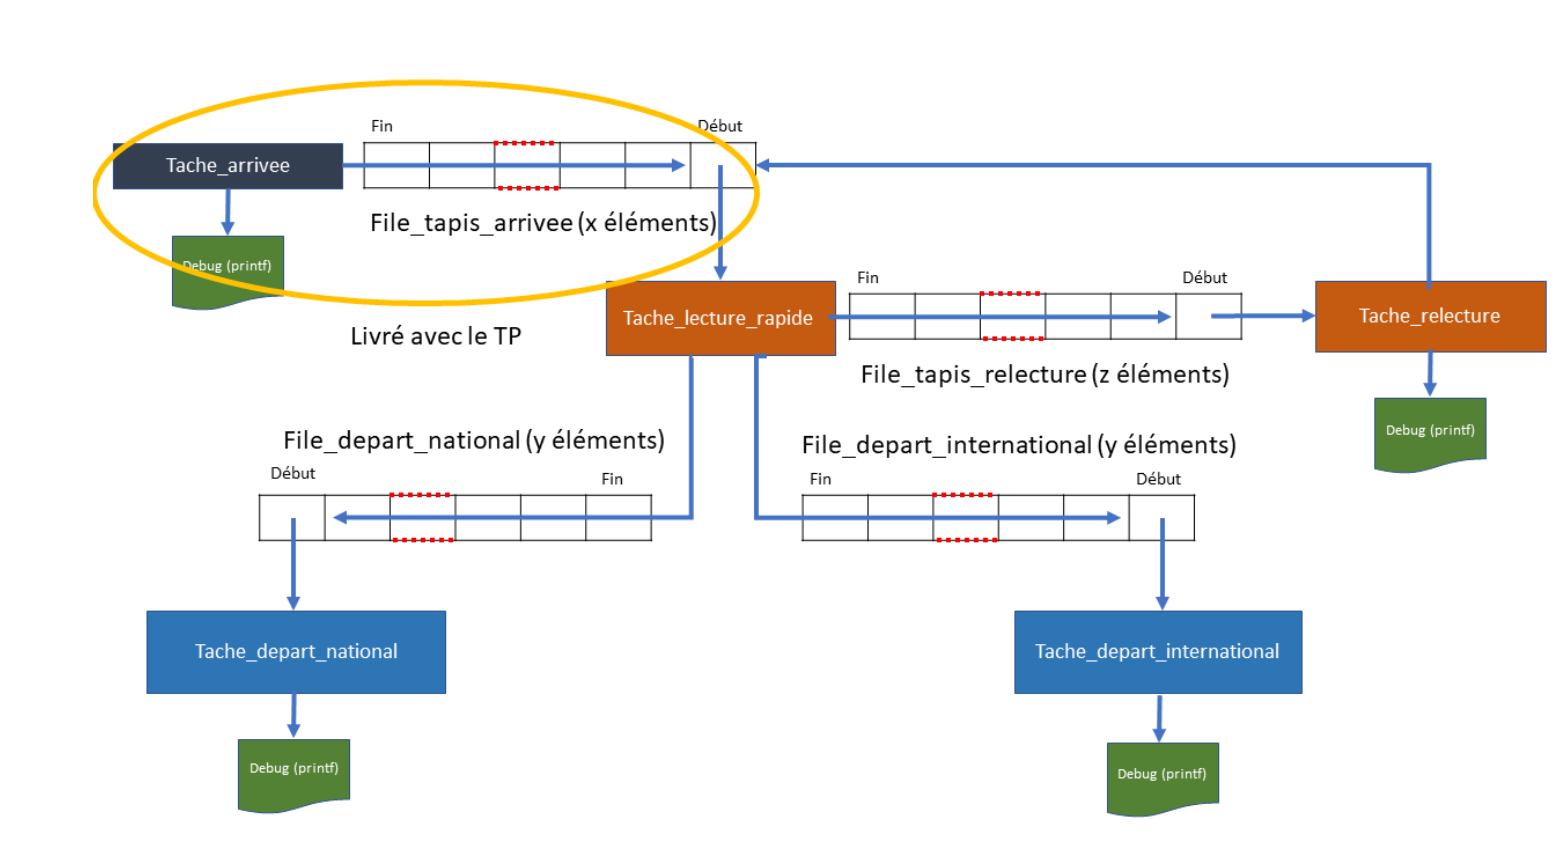 Fin
Début
Tache_arrivee
File_tapis_arrivee (x éléments)
Debug (printf)
Livré avec le TP
Tache_lecture_rapide
Fin
Début
Tache_relecture
File_tapis_relecture (z éléments)
Debug (printf)
File_depart_national (y éléments)
File_depart_international (y éléments)
Début
Fin
Fin
Début
Tache_depart_national
Tache_depart_international
Debug (printf)
Debug (printf)